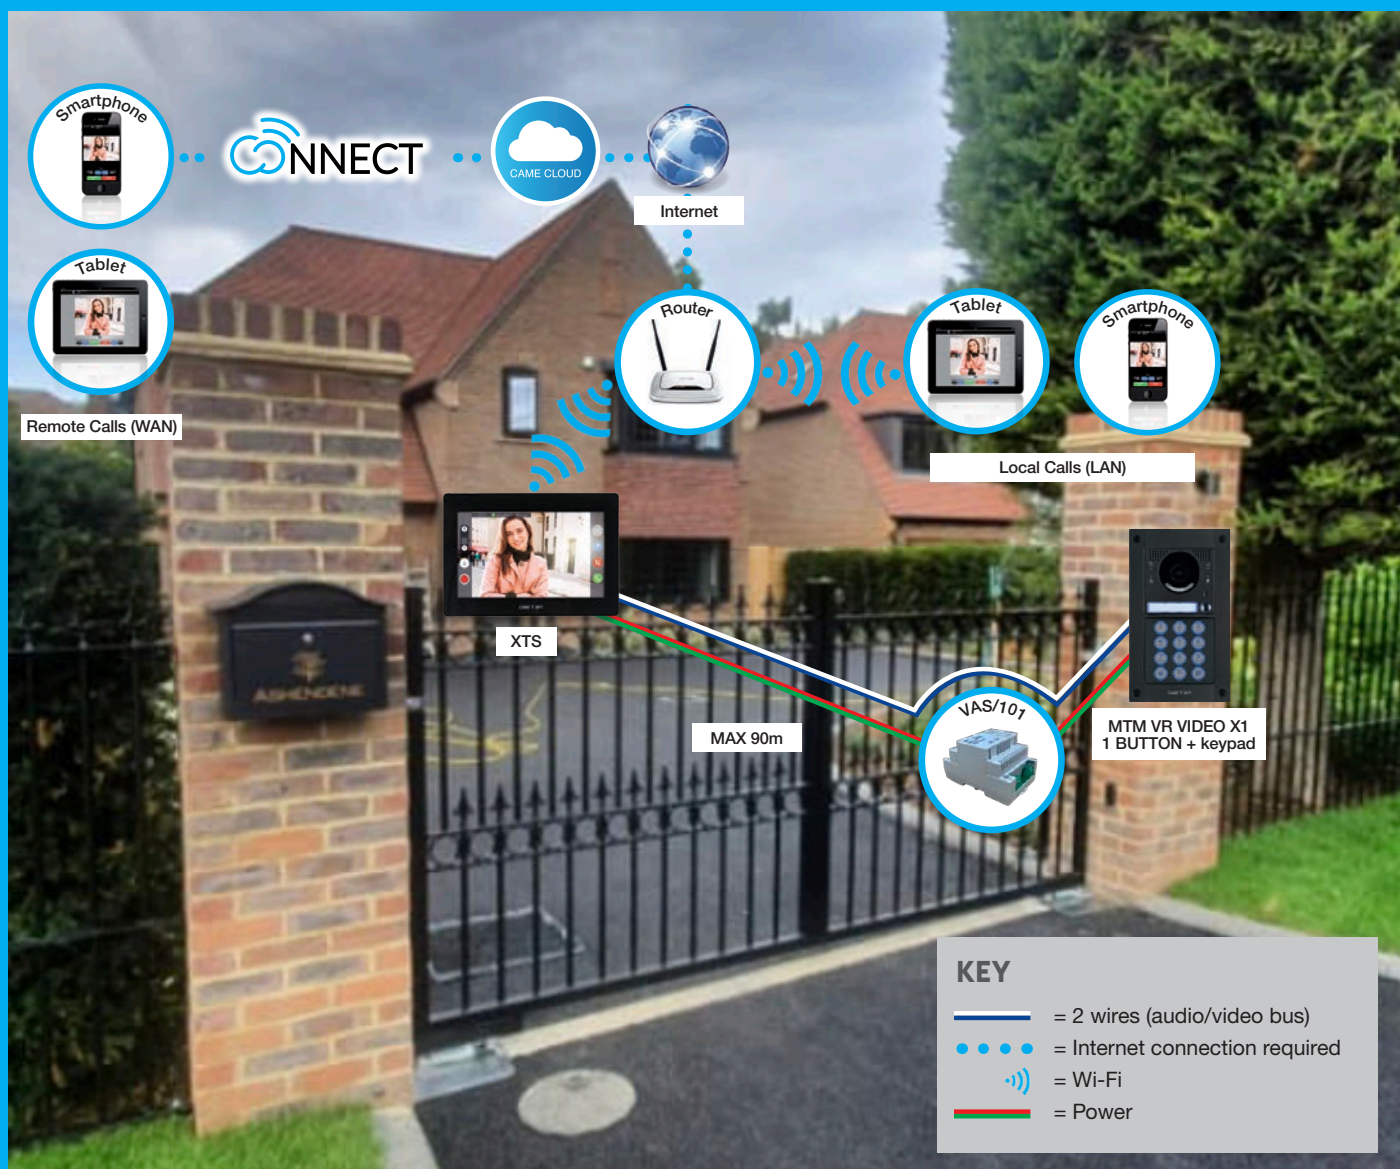 Smartphone
CONNECT
CAME CLOUD
Internet
Tablet
Router
Tablet
Smartphone
Remote Calls (WAN)
Local Calls (LAN)
XTS
ASHENDENE
MAX 90m
VAS/101
MTM VR VIDEO X1
1 BUTTON + keypad
KEY
= 2 wires (audio/video bus)
= Internet connection required
= Wi-Fi
= Power